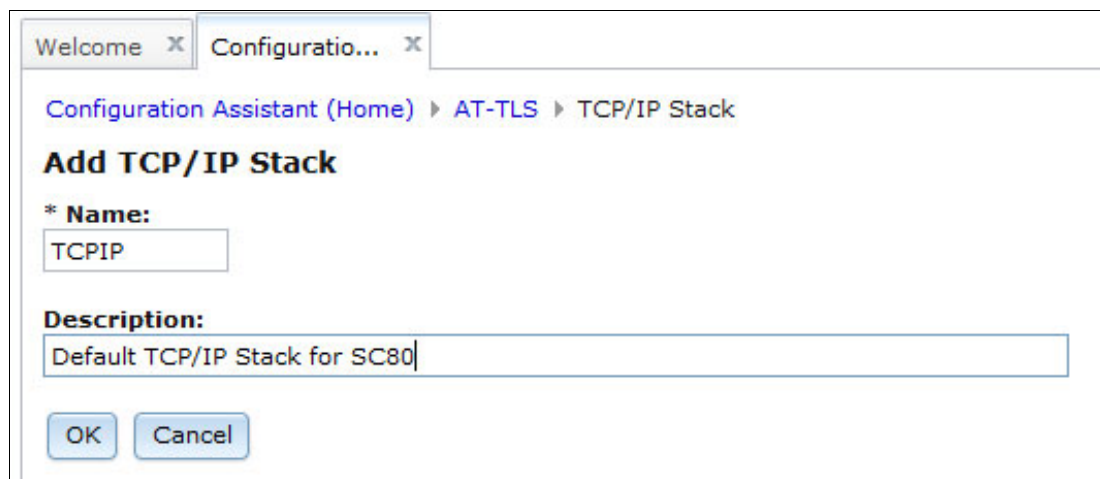 Welcome x Configuratio... x
Configuration Assistant (Home) ▶ AT-TLS ▶ TCP/IP Stack
Add TCP/IP Stack
* Name:
TCPIP
Description:
Default TCP/IP Stack for SC80
OK Cancel